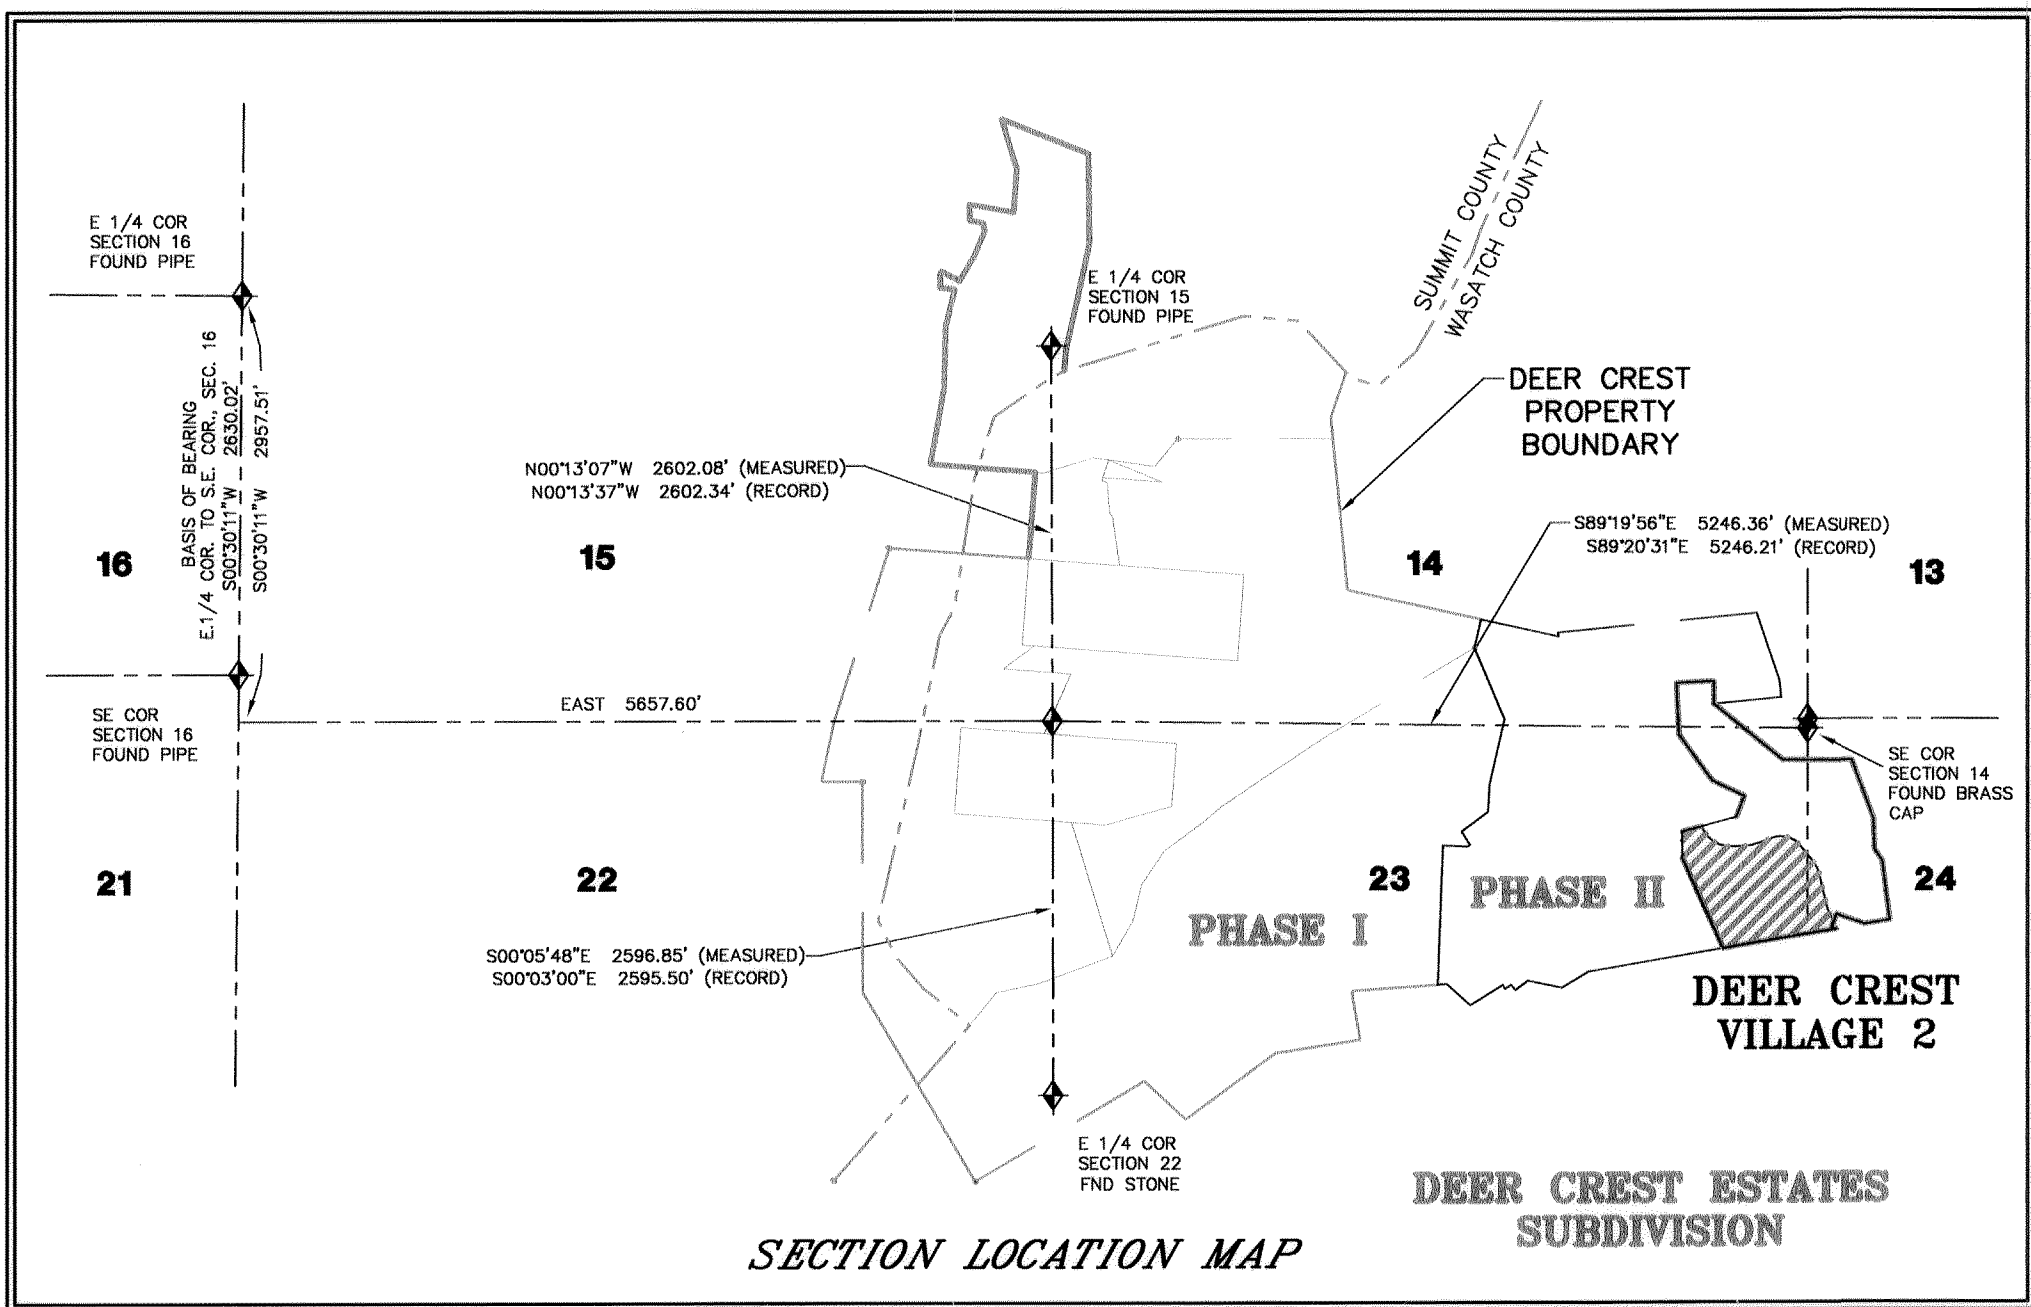 E 1/4 COR
SECTION 16
FOUND PIPE
BASIS OF BEARING
E.1/4 COR. TO S.E. COR., SEC. 16
S00°30'11"W 2630.02'
S00°30'11"W 2957.51'
SUMMIT COUNTY
WASATCH COUNTY
E 1/4 COR
SECTION 15
FOUND PIPE
DEER CREST
PROPERTY
BOUNDARY
N00°13'07"W 2602.08' (MEASURED)
N00°13'37"W 2602.34' (RECORD)
S89°19'56"E 5246.36' (MEASURED)
S89°20'31"E 5246.21' (RECORD)
16
15
14
13
EAST 5657.60'
SE COR
SECTION 16
FOUND PIPE
SE COR
SECTION 14
FOUND BRASS
CAP
21
22
23
24
PHASE I
PHASE II
S00°05'48"E 2596.85' (MEASURED)
S00°03'00"E 2595.50' (RECORD)
DEER CREST
VILLAGE 2
E 1/4 COR
SECTION 22
FND STONE
DEER CREST ESTATES
SUBDIVISION
SECTION LOCATION MAP